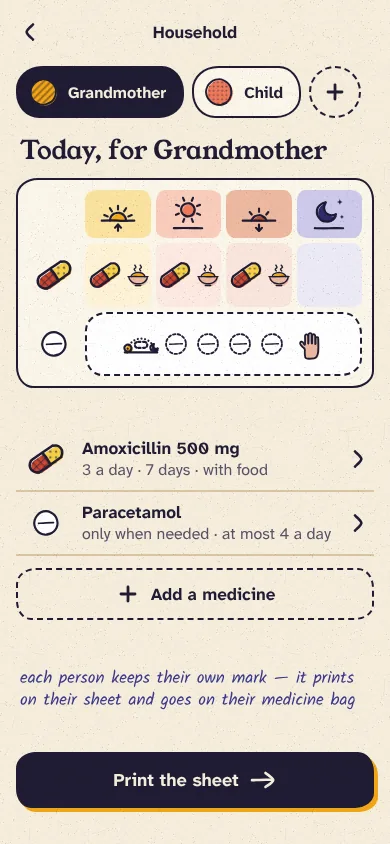 Household
Grandmother
Child
Today, for Grandmother
Amoxicillin 500 mg
3 a day · 7 days · with food
Paracetamol
only when needed · at most 4 a day
Add a medicine
each person keeps their own mark — it prints
on their sheet and goes on their medicine bag
Print the sheet